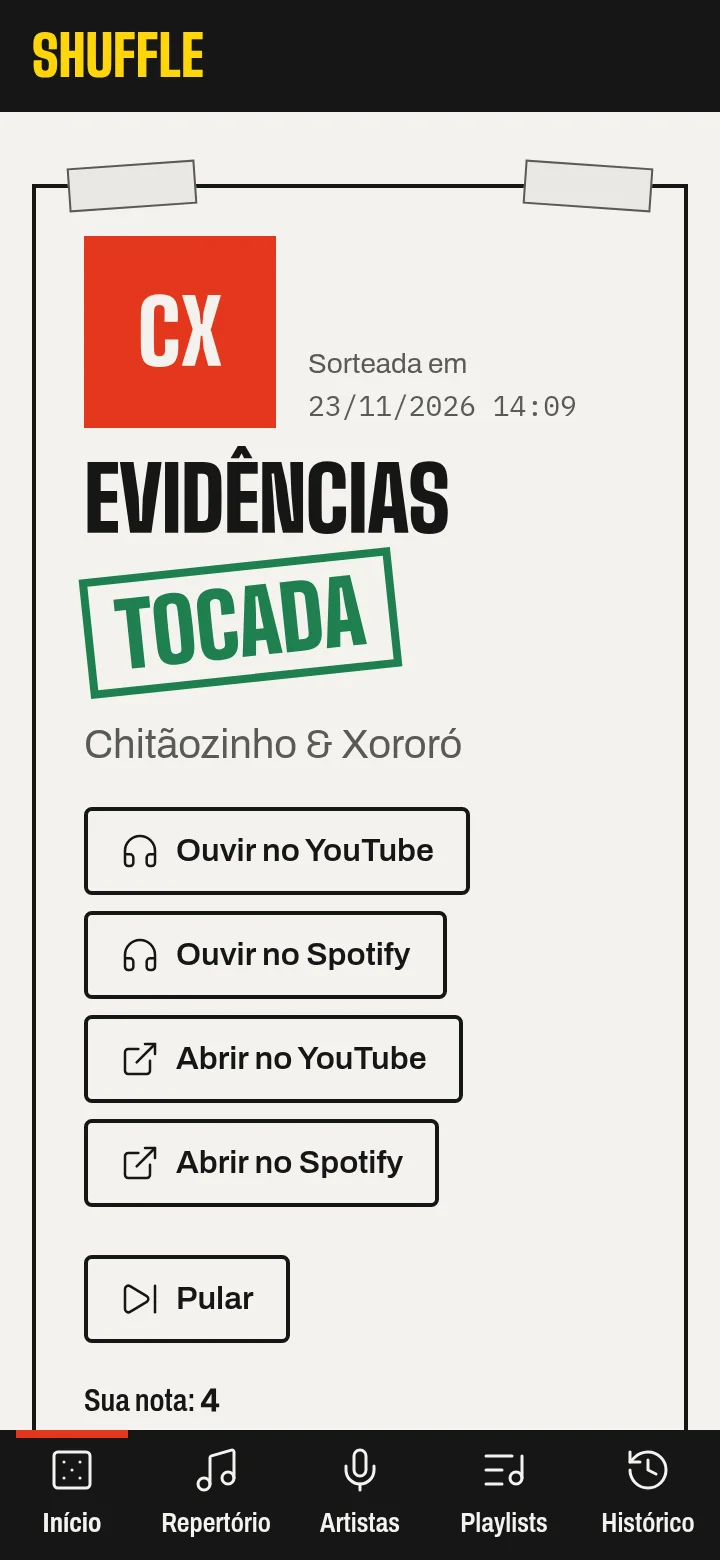 SHUFFLE
CX
Sorteada em
23/11/2026 14:09
EVIDÊNCIAS
TOCADA
Chitãozinho & Xororó
Ouvir no YouTube
Ouvir no Spotify
Abrir no YouTube
Abrir no Spotify
Pular
Sua nota: 4
Início
Repertório
Artistas
Playlists
Histórico